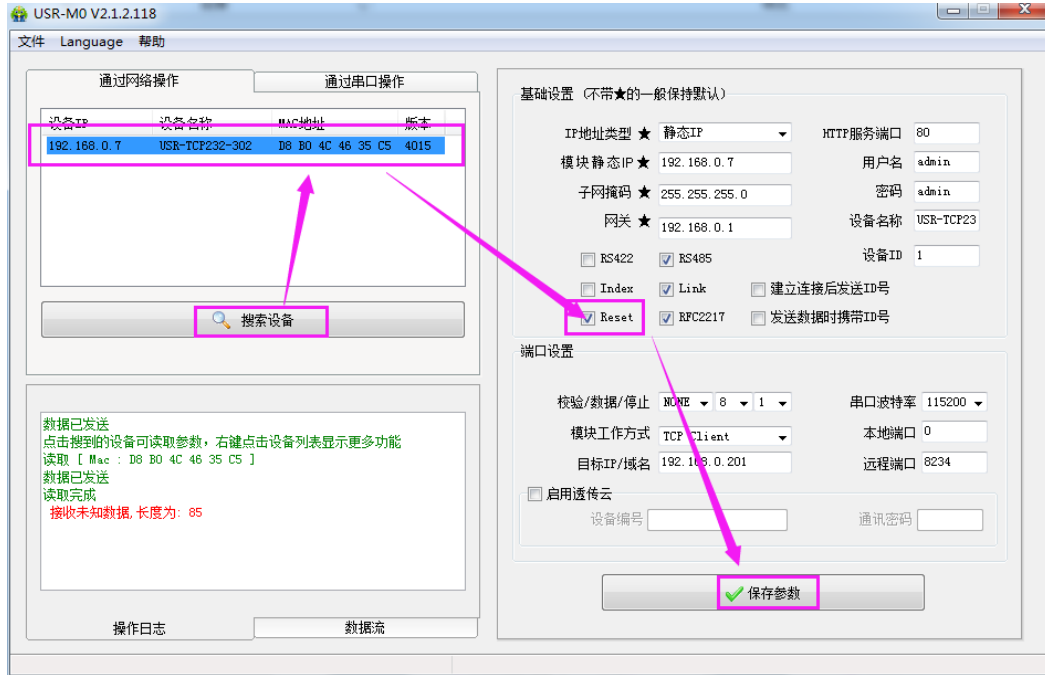 USR-M0 V2.1.2.118
文件 Language 帮助
通过网络操作 通过串口操作
设备IP 设备名称 MAC地址 版本
192.168.0.7 USR-TCP232-302 D8 B0 4C 46 35 C5 4015
搜索设备
数据已发送
点击搜到的设备可读取参数，右键点击设备列表显示更多功能
读取 [ Mac : D8 B0 4C 46 35 C5 ]
数据已发送
读取完成
接收未知数据,长度为: 85
操作日志 数据流
基础设置（不带★的一般保持默认）
IP地址类型 ★ 静态IP HTTP服务端口 80
模块静态IP ★ 192.168.0.7 用户名 admin
子网掩码 ★ 255.255.255.0 密码 admin
网关 ★ 192.168.0.1 设备名称 USR-TCP23
RS422 RS485 设备ID 1
Index Link 建立连接后发送ID号
Reset RFC2217 发送数据时携带ID号
端口设置
校验/数据/停止 NONE 8 1 串口波特率 115200
模块工作方式 TCP Client 本地端口 0
目标IP/域名 192.168.0.201 远程端口 8234
启用透传云
设备编号 通讯密码
保存参数